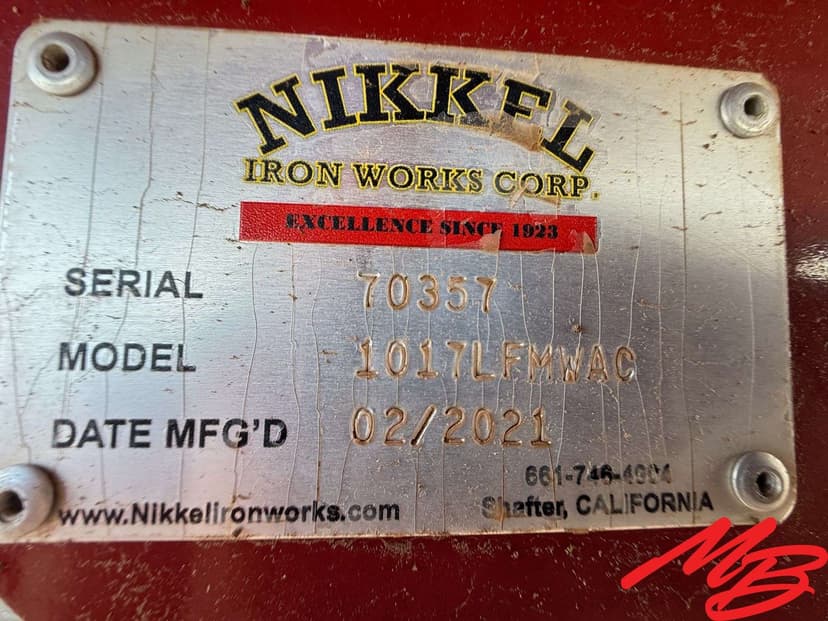 NIKKEL
IRON WORKS CORP.
EXCELLENCE SINCE 1923
SERIAL 70357
MODEL 1017LFMWAC
DATE MFG'D 02/2021
661-746-4904
www.Nikkelironworks.com Shafter, CALIFORNIA
MB